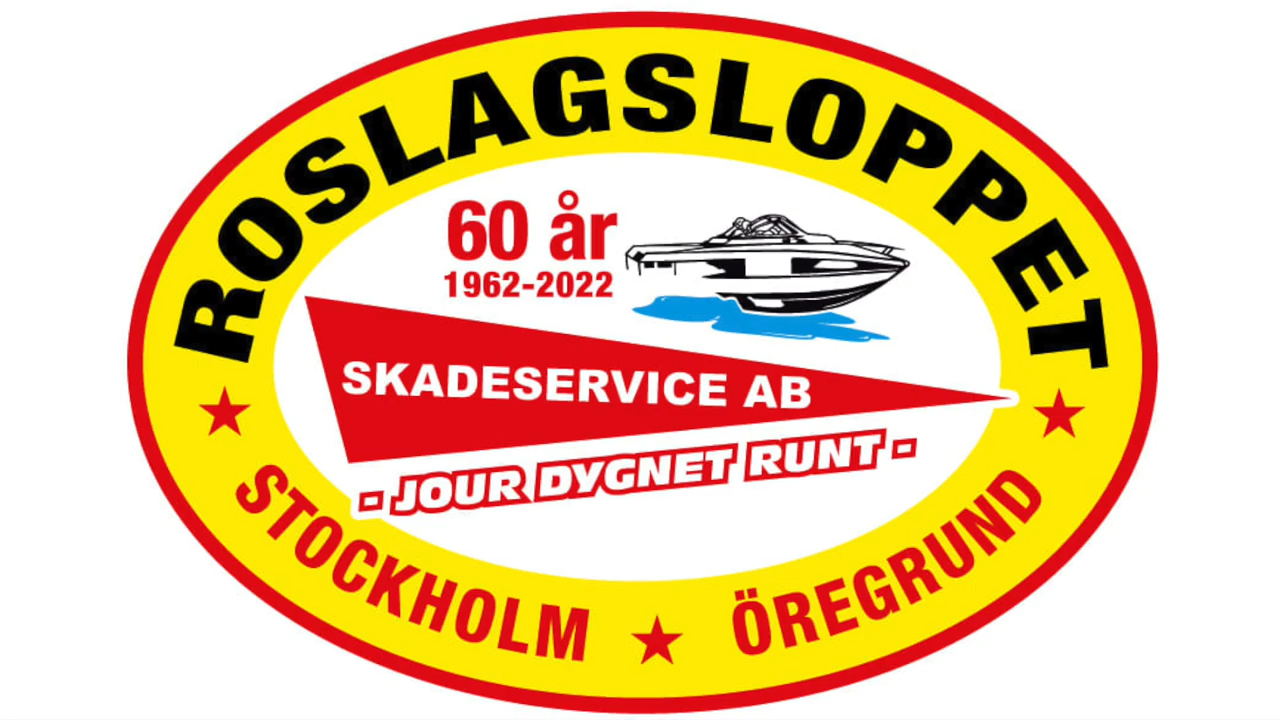 ROSLAGSLOPPET
60 år
1962-2022
SKADESERVICE AB
- JOUR DYGNET RUNT -
STOCKHOLM ★ ÖREGRUND